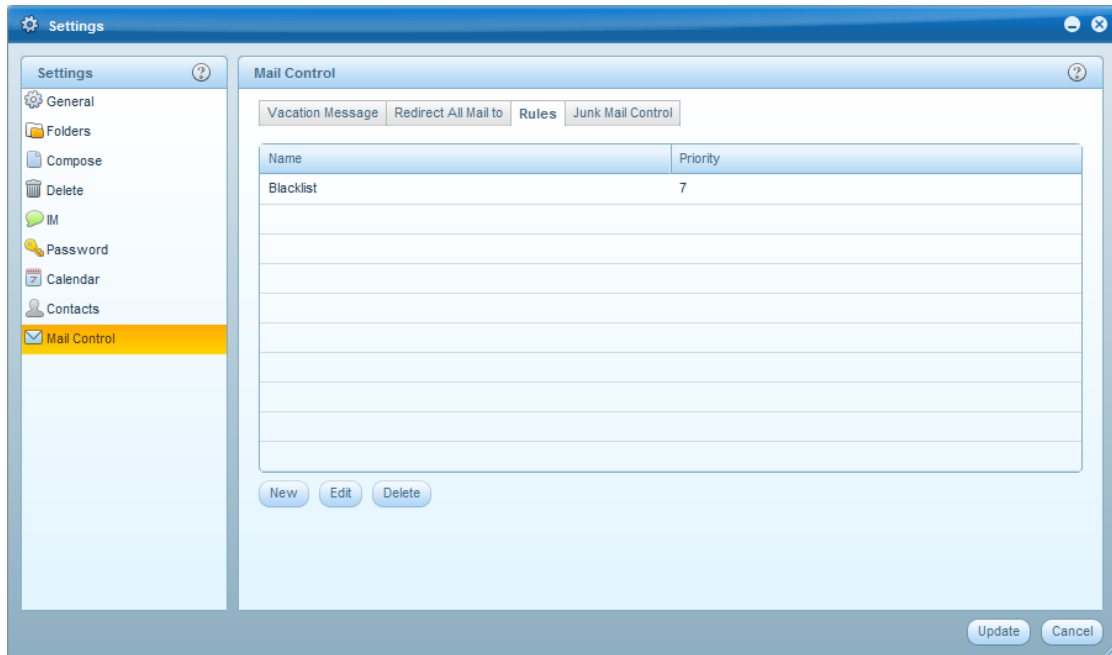 Settings
Settings
General
Folders
Compose
Delete
IM
Password
7 Calendar
Contacts
Mail Control
Mail Control
Vacation Message Redirect All Mail to Rules Junk Mail Control
Name Priority
Blacklist 7
New Edit Delete
Update Cancel